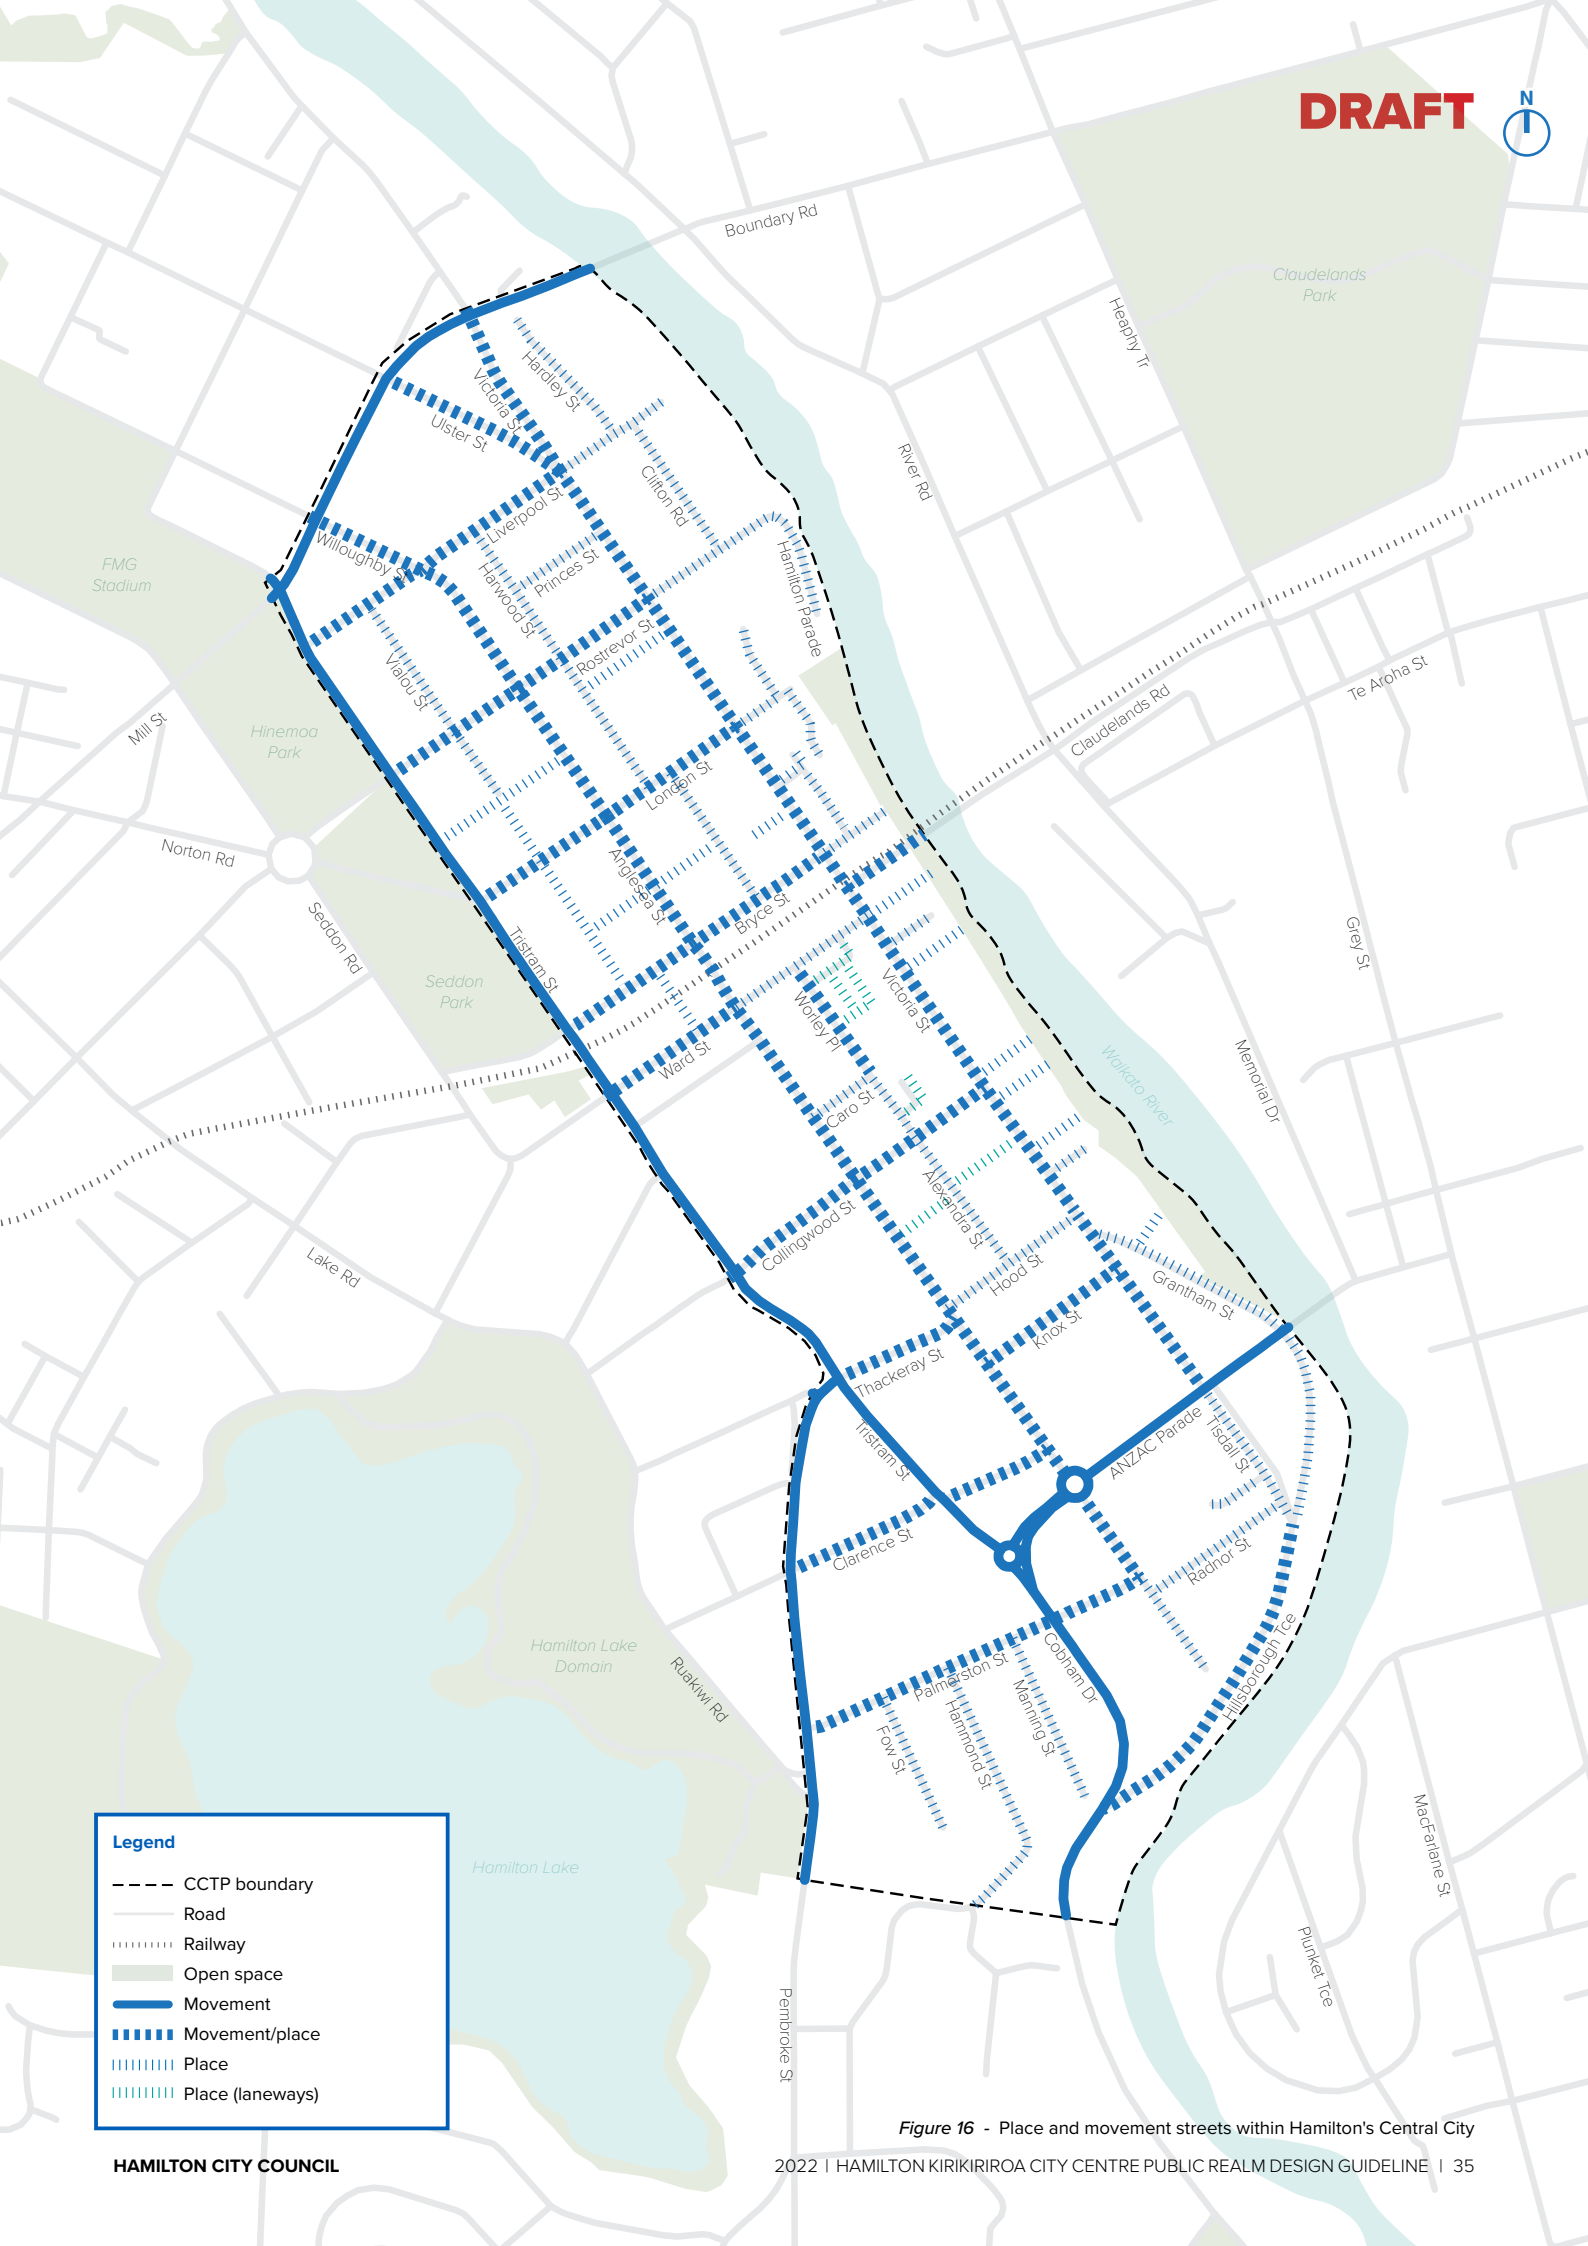 DRAFT
N
Boundary Rd
Claudelands
Park
Heaphy Tr
Hardley St
Victoria St
Ulster St
River Rd
Clifton Rd
Liverpool St
Willoughby St
FMG
Stadium
Princes St
Harwood St
Hamilton Parade
Rostrevor St
Vialou St
Te Aroha St
Claudelands Rd
Mill St
Hinemoa
Park
London St
Norton Rd
Anglesea St
Bryce St
Seddon Rd
Tristram St
Grey St
Seddon
Park
Victoria St
Worley Pl
Ward St
Memorial Dr
Waikato River
Caro St
Alexandra St
Collingwood St
Lake Rd
Hood St
Grantham St
Knox St
Thackeray St
Tristram St
ANZAC Parade
Tisdall St
Clarence St
Radnor St
Hamilton Lake
Domain
Ruakiwi Rd
Palmerston St
Cobham Dr
Hillsborough Tce
Manning St
Hammond St
Fow St
MacFarlane St
Hamilton Lake
Plunket Tce
Pembroke St
Legend
CCTP boundary
Road
Railway
Open space
Movement
Movement/place
Place
Place (laneways)
Figure 16 - Place and movement streets within Hamilton's Central City
HAMILTON CITY COUNCIL
2022 | HAMILTON KIRIKIRIROA CITY CENTRE PUBLIC REALM DESIGN GUIDELINE | 35